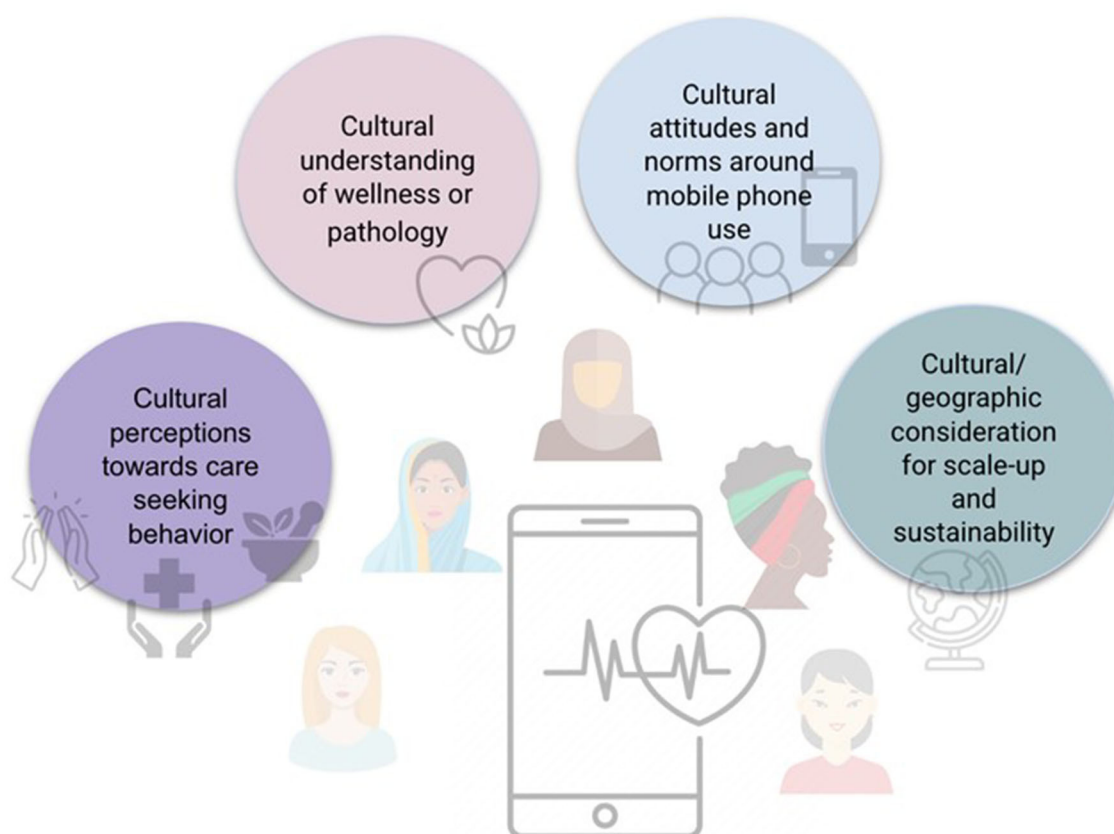 Cultural
understanding
of wellness or
pathology
Cultural
attitudes and
norms around
mobile phone
use
Cultural
perceptions
towards care
seeking
behavior
Cultural/
geographic
consideration
for scale-up
and
sustainability